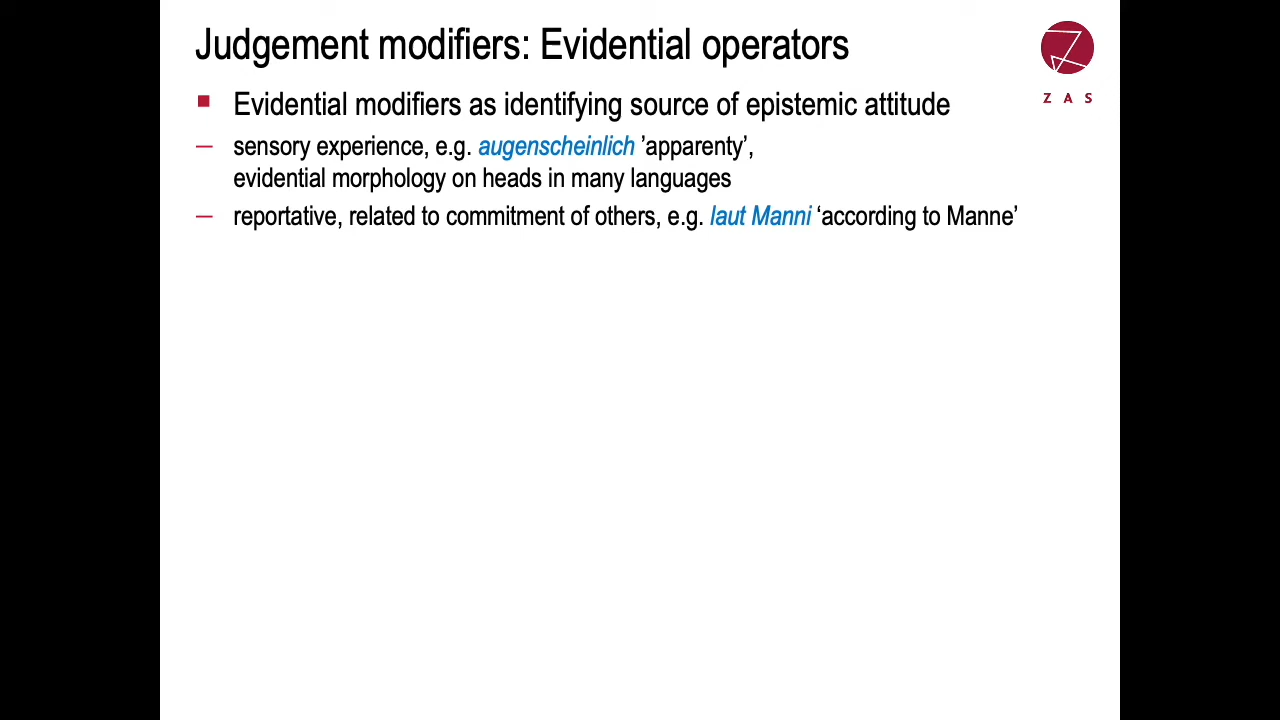 Judgement modifiers: Evidential operators
Z A S
Evidential modifiers as identifying source of epistemic attitude
sensory experience, e.g. augenscheinlich ’apparenty’,
evidential morphology on heads in many languages
reportative, related to commitment of others, e.g. laut Manni ‘according to Manne’